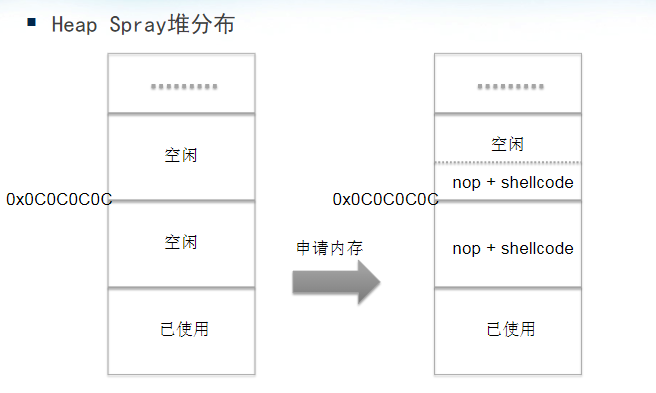 Heap Spray堆分布
.........
空闲
0x0C0C0C0C
空闲
已使用
申请内存
.........
空闲
nop + shellcode
0x0C0C0C0C
nop + shellcode
已使用